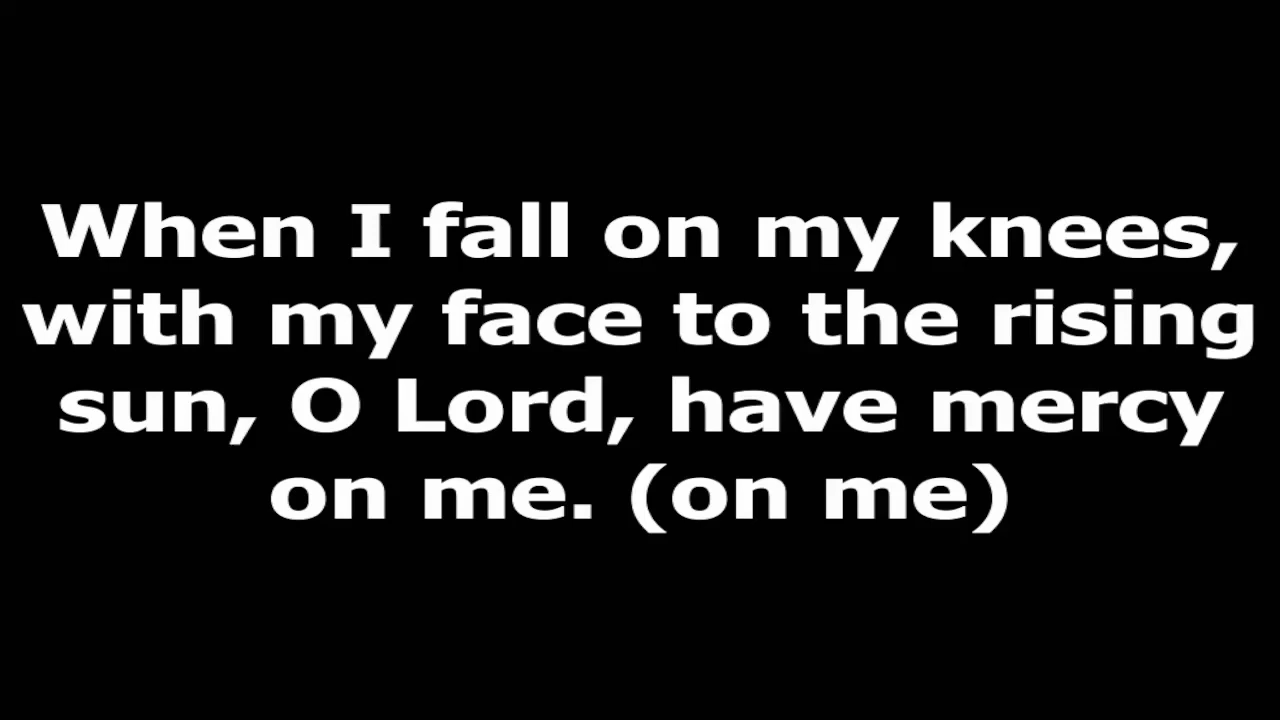 When I fall on my knees,
with my face to the rising
sun, O Lord, have mercy
on me. (on me)